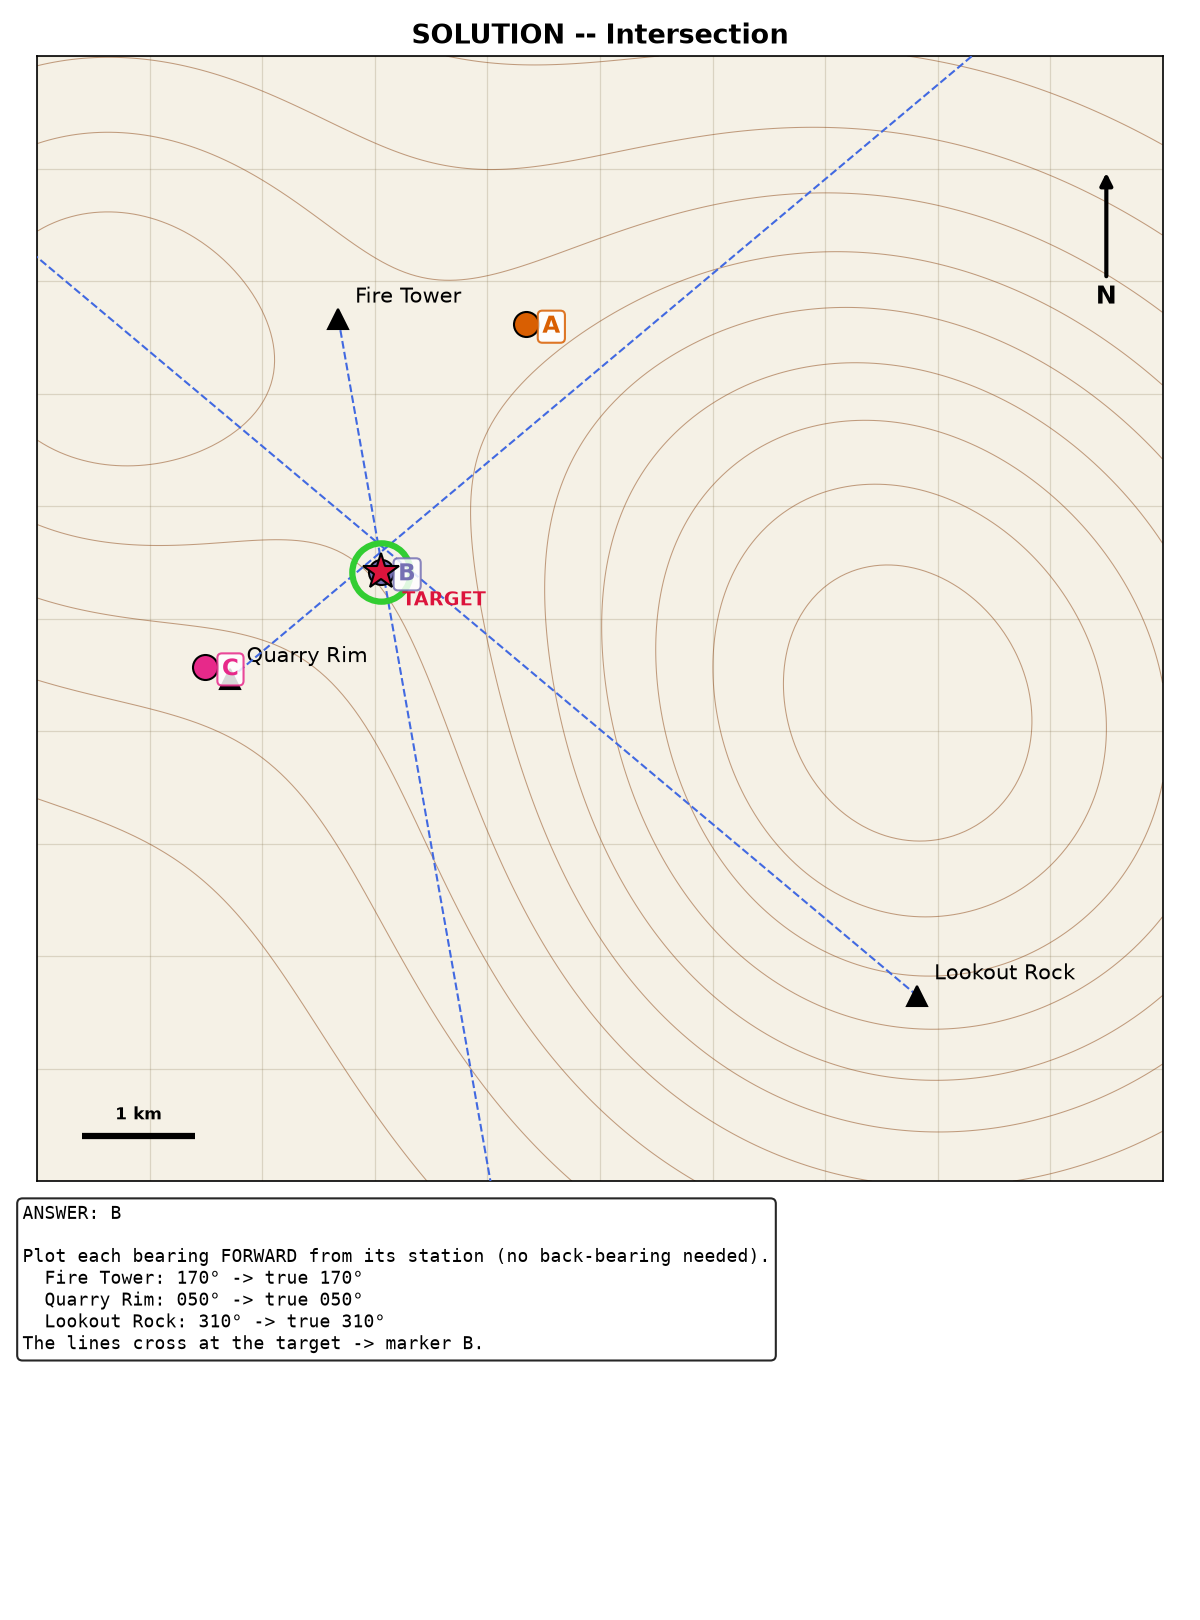 SOLUTION -- Intersection
Fire Tower
A
N
B
TARGET
Quarry Rim
C
Lookout Rock
1 km
ANSWER: B
Plot each bearing FORWARD from its station (no back-bearing needed).
Fire Tower: 170° -> true 170°
Quarry Rim: 050° -> true 050°
Lookout Rock: 310° -> true 310°
The lines cross at the target -> marker B.